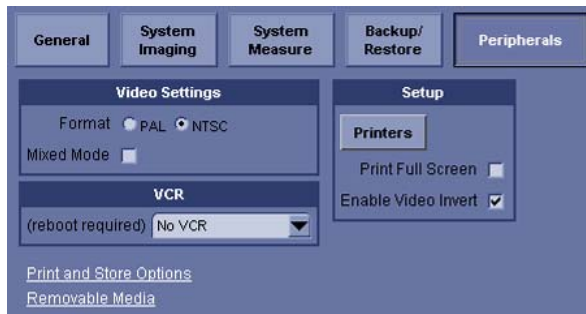 General
System Imaging
System Measure
Backup/ Restore
Peripherals
Video Settings
Format PAL NTSC
Mixed Mode
VCR
(reboot required) No VCR
Setup
Printers
Print Full Screen
Enable Video Invert
Print and Store Options
Removable Media